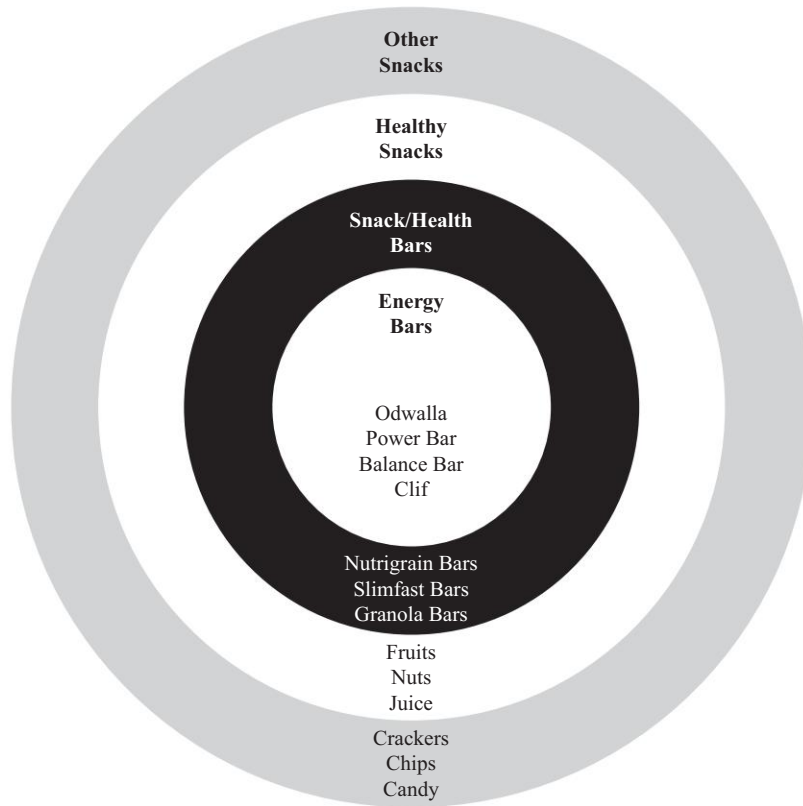 Other
Snacks
Healthy
Snacks
Snack/Health
Bars
Energy
Bars
Odwalla
Power Bar
Balance Bar
Clif
Nutrigrain Bars
Slimfast Bars
Granola Bars
Fruits
Nuts
Juice
Crackers
Chips
Candy